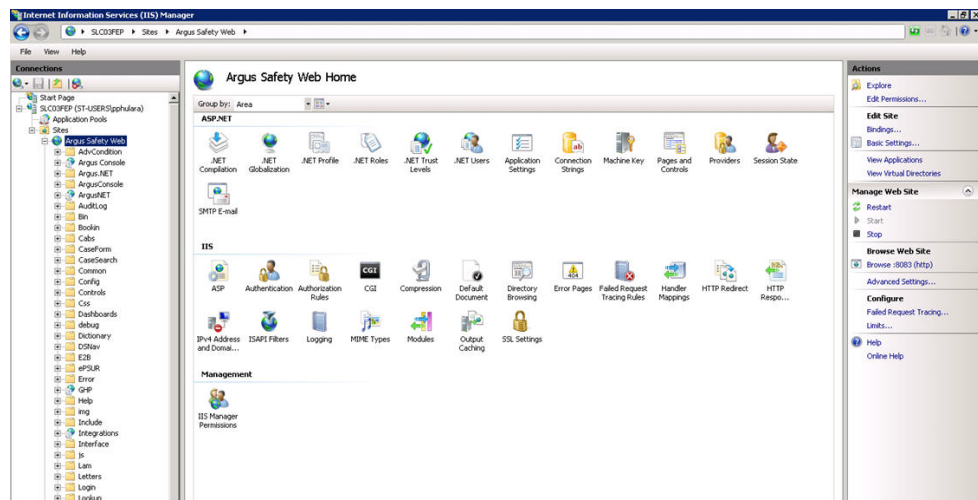 Internet Information Services (IIS) Manager
SLC03FEP Sites Argus Safety Web
File View Help
Connections
Start Page
SLC03FEP (ST-USERS\pphulara)
Application Pools
Sites
Argus Safety Web
AdvCondition
Argus Console
Argus.NET
ArgusConsole
ArgusNET
AuditLog
Bin
Bookin
Cabs
CaseForm
CaseSearch
Common
Config
Controls
Css
Dashboards
debug
Dictionary
DSNav
E2B
ePSUR
Error
GHP
Help
img
Include
Integrations
Interface
js
Lam
Letters
Login
Lookup
Argus Safety Web Home
Group by: Area
ASP.NET
.NET Compilation
.NET Globalization
.NET Profile
.NET Roles
.NET Trust Levels
.NET Users
Application Settings
Connection Strings
Machine Key
Pages and Controls
Providers
Session State
SMTP E-mail
IIS
ASP
Authentication
Authorization Rules
CGI
Compression
Default Document
Directory Browsing
Error Pages
Failed Request Tracing Rules
Handler Mappings
HTTP Redirect
HTTP Respo...
IPv4 Address and Domai...
ISAPI Filters
Logging
MIME Types
Modules
Output Caching
SSL Settings
Management
IIS Manager Permissions
Actions
Explore
Edit Permissions...
Edit Site
Bindings...
Basic Settings...
View Applications
View Virtual Directories
Manage Web Site
Restart
Start
Stop
Browse Web Site
Browse :8083 (http)
Advanced Settings...
Configure
Failed Request Tracing...
Limits...
Help
Online Help